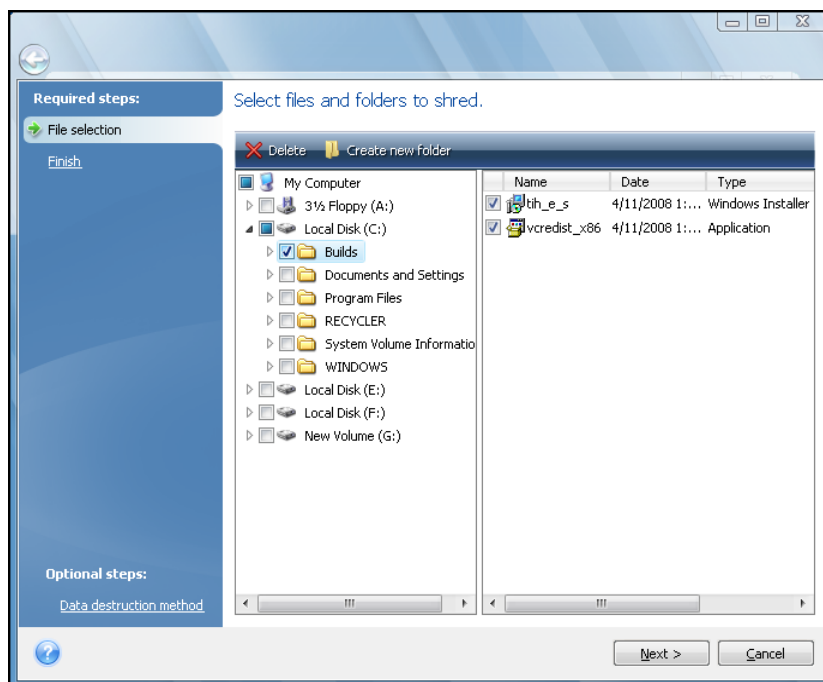 Required steps:
File selection
Finish
Optional steps:
Data destruction method
Select files and folders to shred.
Delete
Create new folder
My Computer
3½ Floppy (A:)
Local Disk (C:)
Builds
Documents and Settings
Program Files
RECYCLER
System Volume Informatio
WINDOWS
Local Disk (E:)
Local Disk (F:)
New Volume (G:)
Name Date Type
tih_e_s 4/11/2008 1:... Windows Installer
vcredist_x86 4/11/2008 1:... Application
?
Next >
Cancel